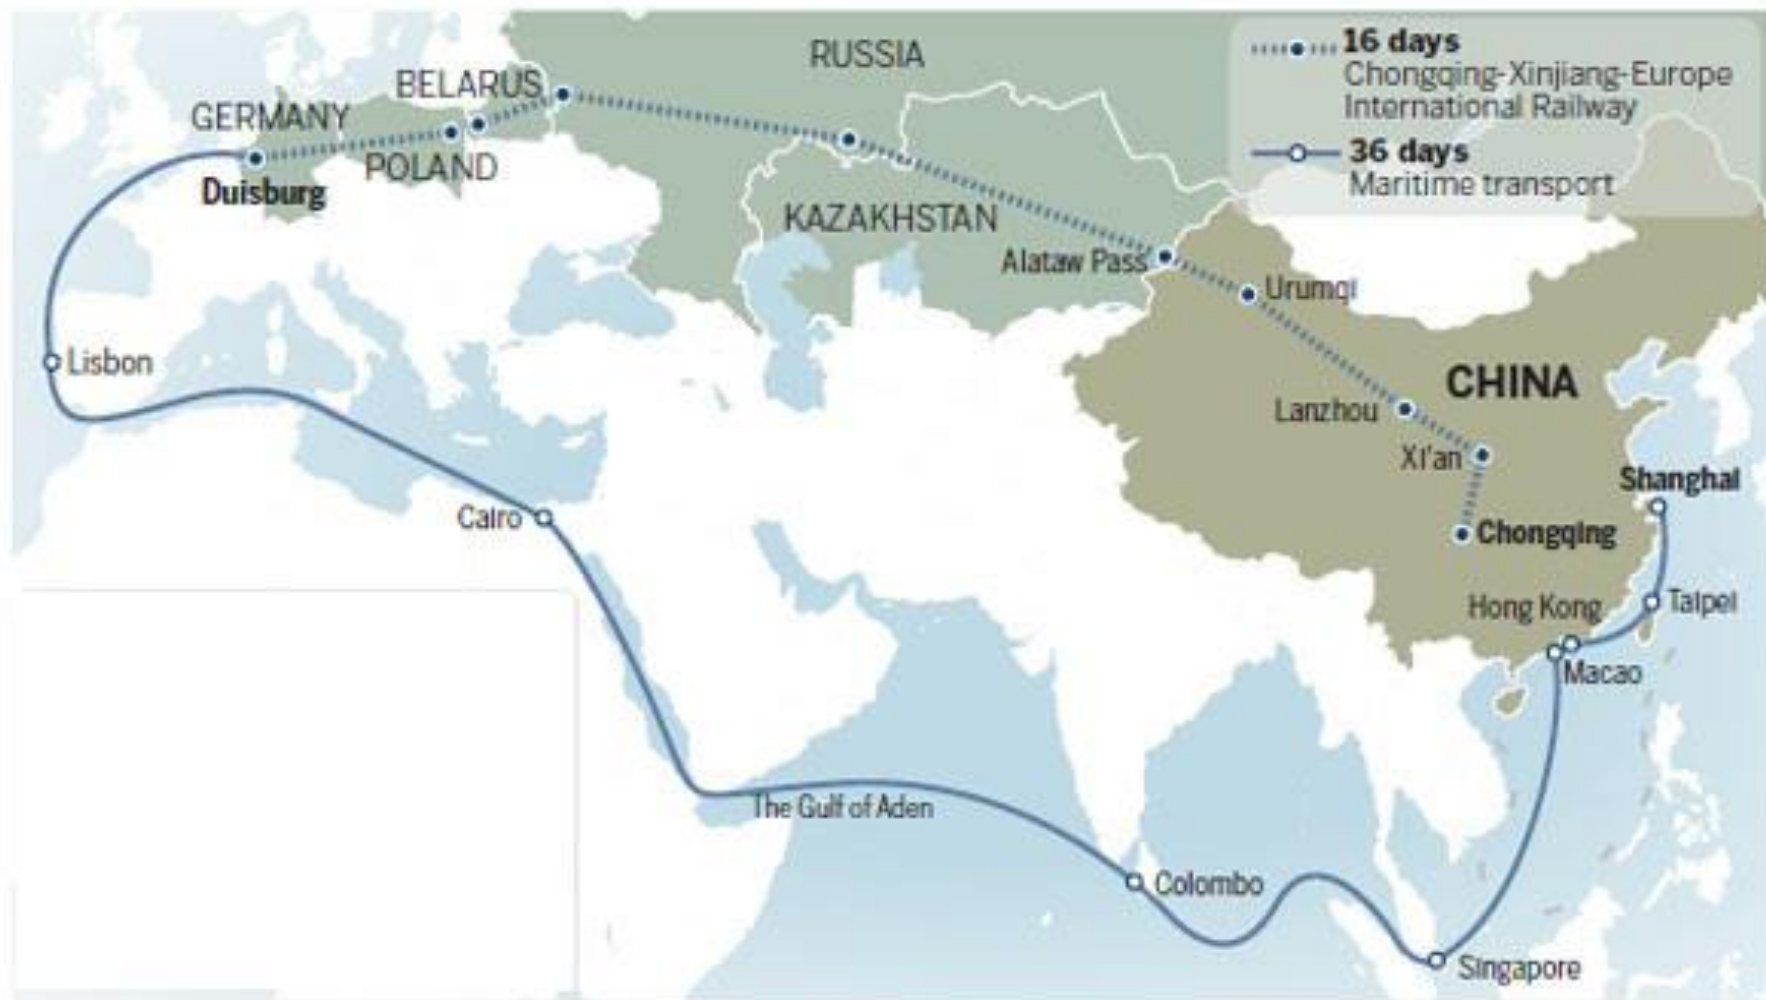 16 days
Chongqing-Xinjiang-Europe
International Railway
36 days
Maritime transport
RUSSIA
BELARUS
GERMANY
POLAND
Duisburg
KAZAKHSTAN
Alataw Pass
Urumqi
Lisbon
CHINA
Lanzhou
Xi'an
Shanghai
Cairo
Chongqing
Hong Kong
Taipei
Macao
The Gulf of Aden
Colombo
Singapore